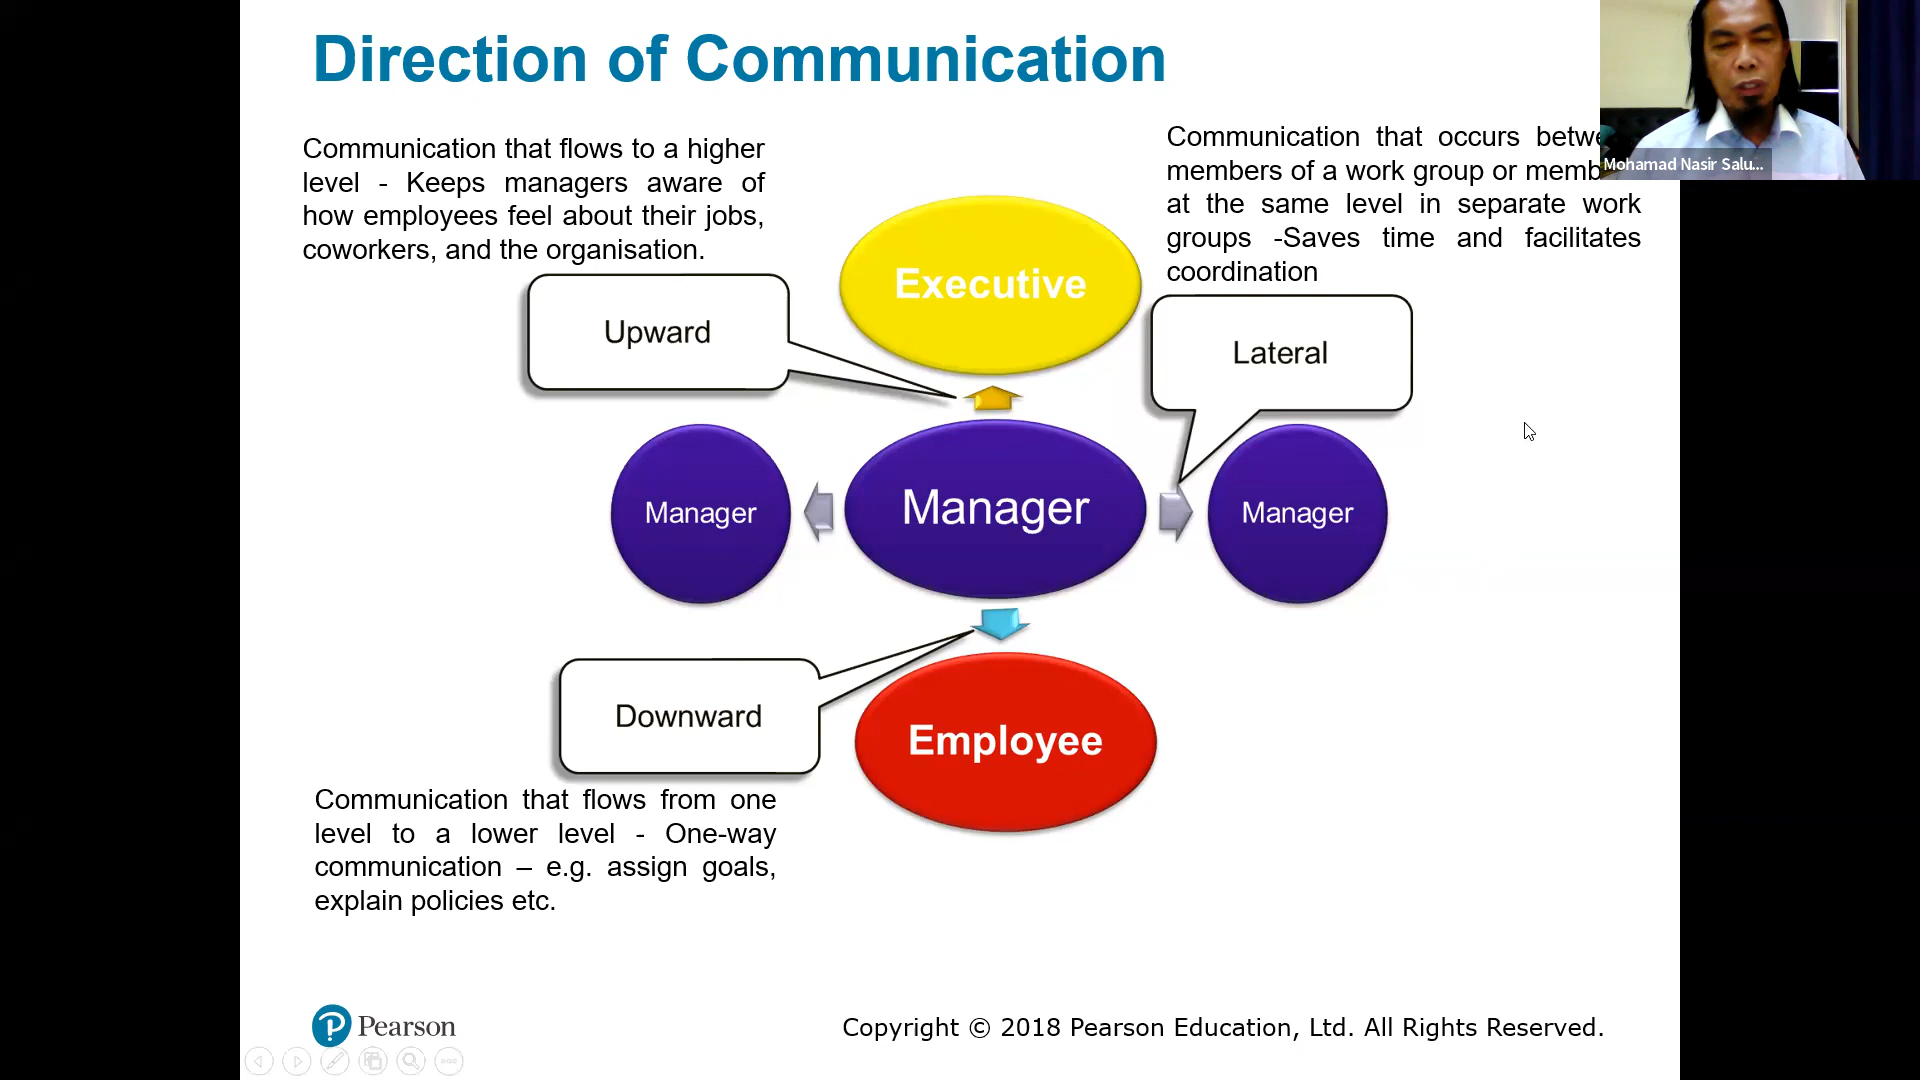 Direction of Communication
Communication that flows to a higher
level - Keeps managers aware of
how employees feel about their jobs,
coworkers, and the organisation.
Communication that occurs betwe
members of a work group or memb
at the same level in separate work
groups -Saves time and facilitates
coordination
Mohamad Nasir Salu...
Executive
Upward
Lateral
Manager
Manager
Manager
Downward
Employee
Communication that flows from one
level to a lower level - One-way
communication – e.g. assign goals,
explain policies etc.
Pearson
Copyright © 2018 Pearson Education, Ltd. All Rights Reserved.